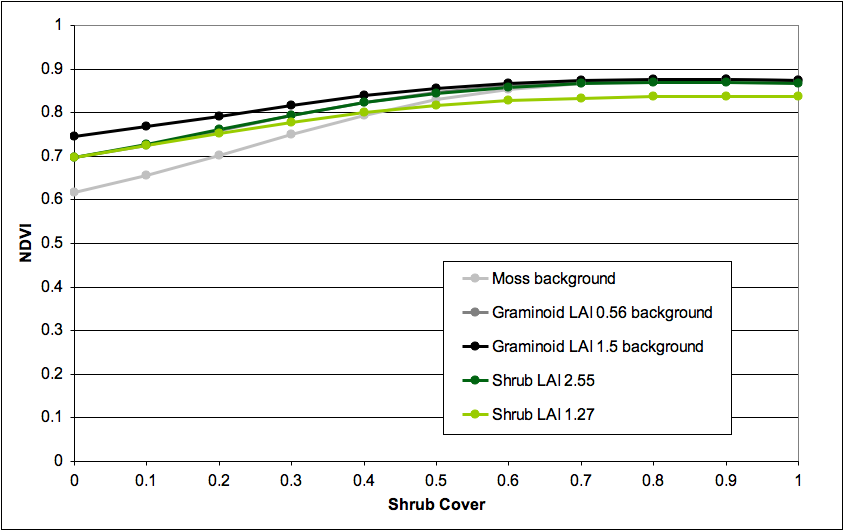 1
0.9
0.8
0.7
0.6
0.5
0.4
0.3
0.2
0.1
0
NDVI
Moss background
Graminoid LAI 0.56 background
Graminoid LAI 1.5 background
Shrub LAI 2.55
Shrub LAI 1.27
0 0.1 0.2 0.3 0.4 0.5 0.6 0.7 0.8 0.9 1
Shrub Cover